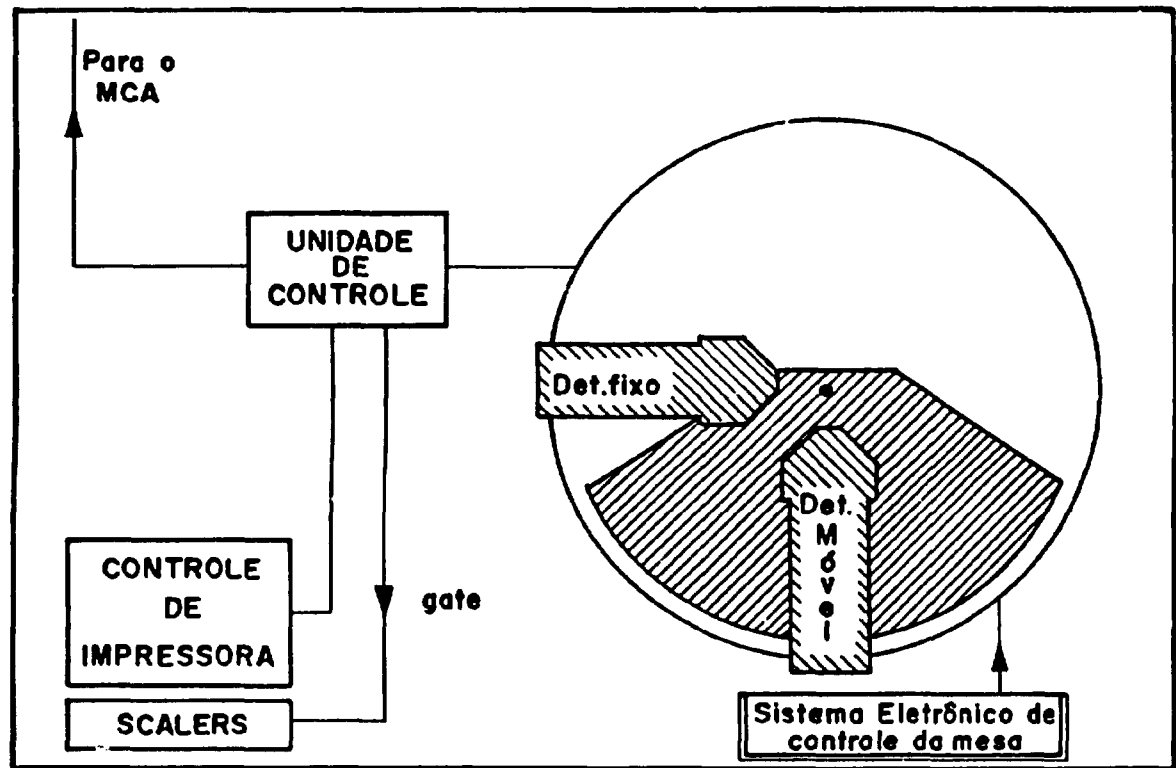 Para o
MCA
UNIDADE
DE
CONTROLE
Det.fixo
Det.
Móvel
CONTROLE
DE
IMPRESSORA
gate
SCALERS
Sistema Eletrônico de
controle da mesa